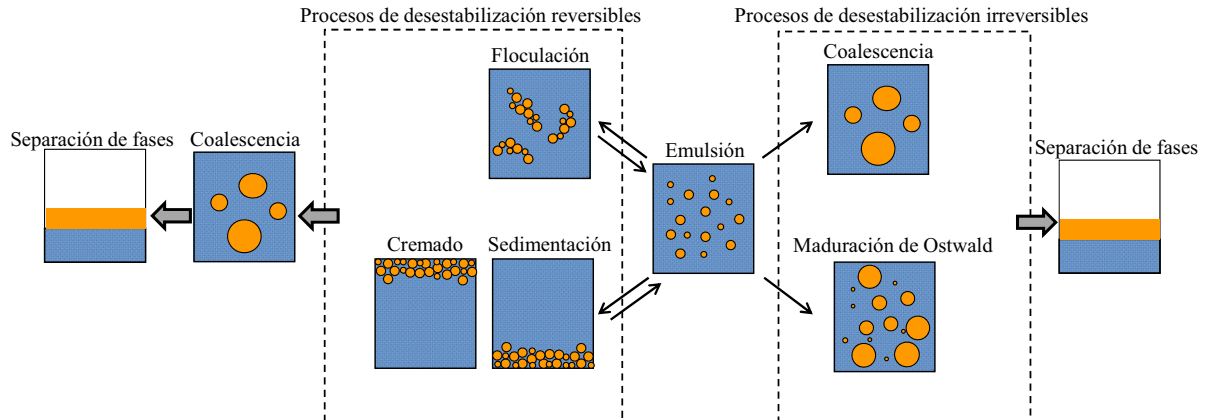 Procesos de desestabilización reversibles
Procesos de desestabilización irreversibles
Floculación
Coalescencia
Separación de fases
Coalescencia
Emulsión
Separación de fases
Cremado
Sedimentación
Maduración de Ostwald